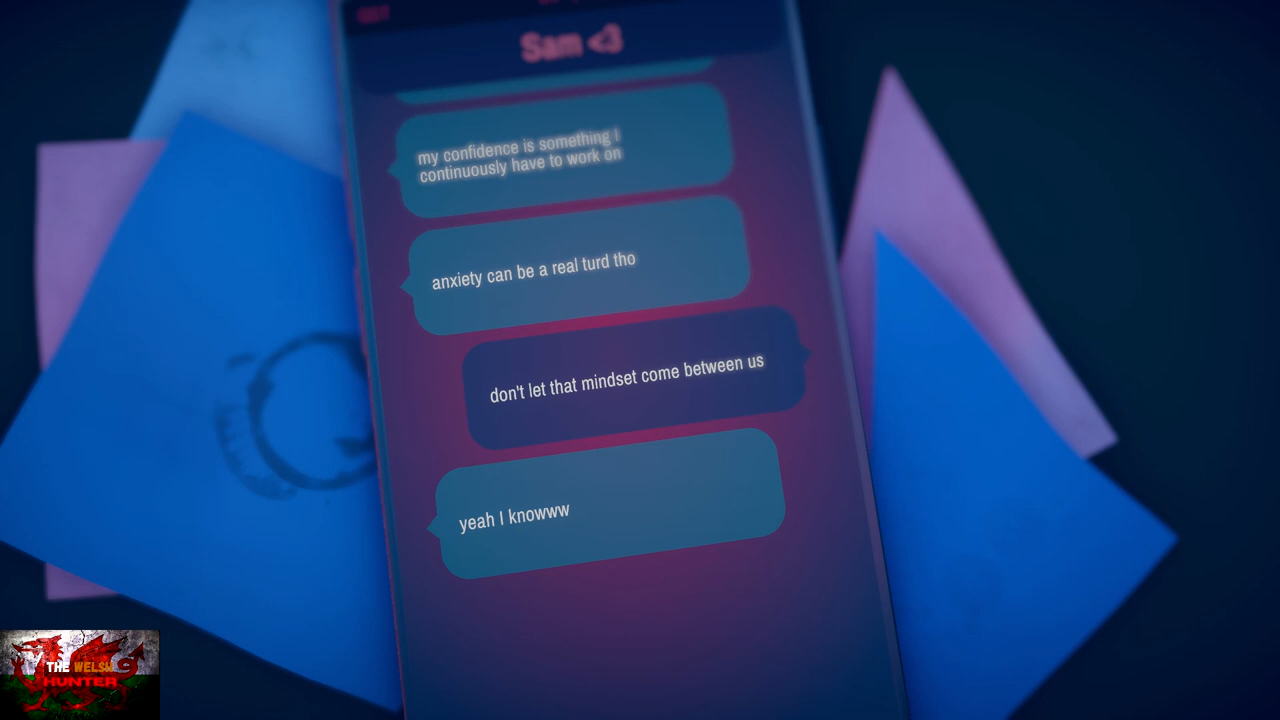 Sam <3
my confidence is something I
continuously have to work on
anxiety can be a real turd tho
don't let that mindset come between us
yeah I knowww
THE WELSH
HUNTER